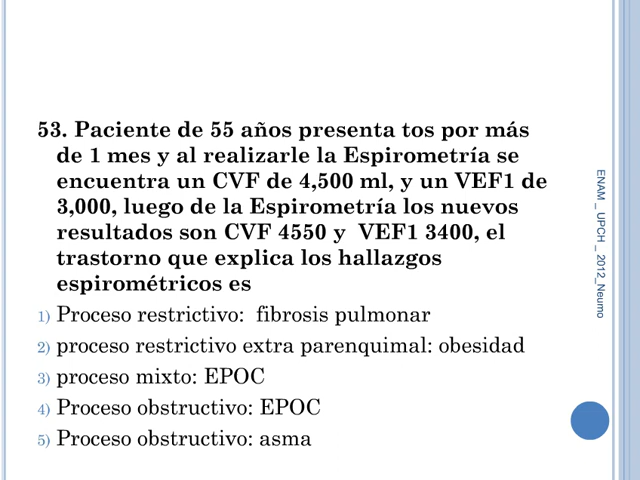 53. Paciente de 55 años presenta tos por más
de 1 mes y al realizarle la Espirometría se
encuentra un CVF de 4,500 ml, y un VEF1 de
3,000, luego de la Espirometría los nuevos
resultados son CVF 4550 y VEF1 3400, el
trastorno que explica los hallazgos
espirométricos es
1) Proceso restrictivo: fibrosis pulmonar
2) proceso restrictivo extra parenquimal: obesidad
3) proceso mixto: EPOC
4) Proceso obstructivo: EPOC
5) Proceso obstructivo: asma
ENAM _ UPCH _ 2012_Neumo